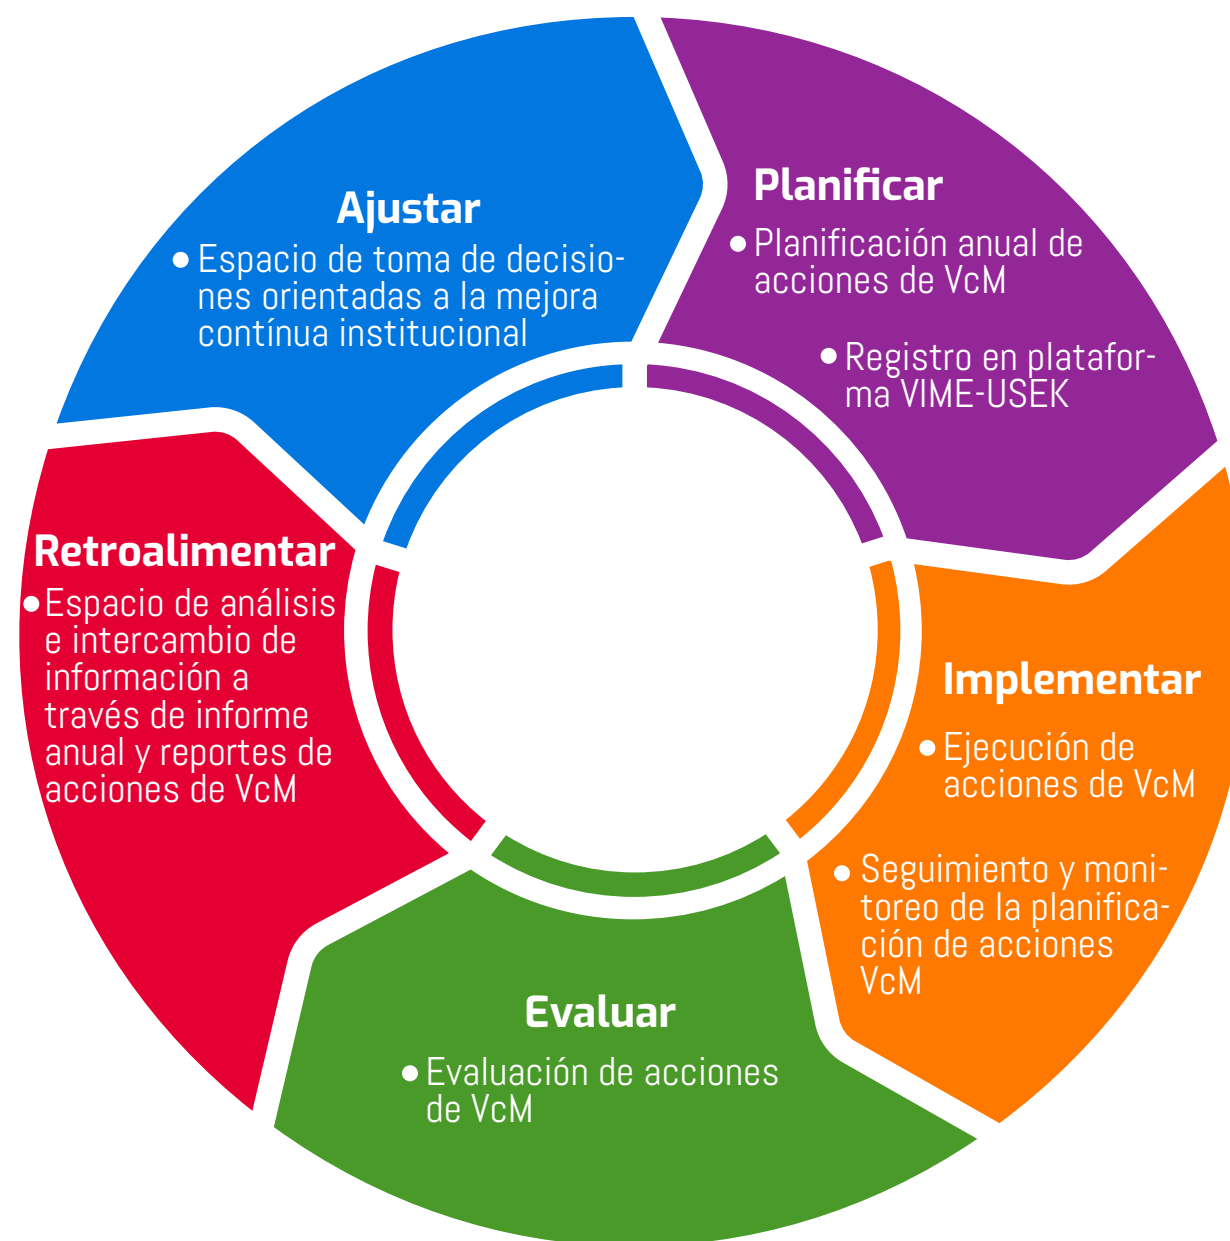 Planificar
• Planificación anual de
acciones de VcM
• Registro en platafor-
ma VIME-USEK
Implementar
• Ejecución de
acciones de VcM
• Seguimiento y moni-
toreo de la planifica-
ción de acciones
VcM
Evaluar
• Evaluación de acciones
de VcM
Retroalimentar
• Espacio de análisis
e intercambio de
información a
través de informe
anual y reportes de
acciones de VcM
Ajustar
• Espacio de toma de decisio-
nes orientadas a la mejora
contínua institucional